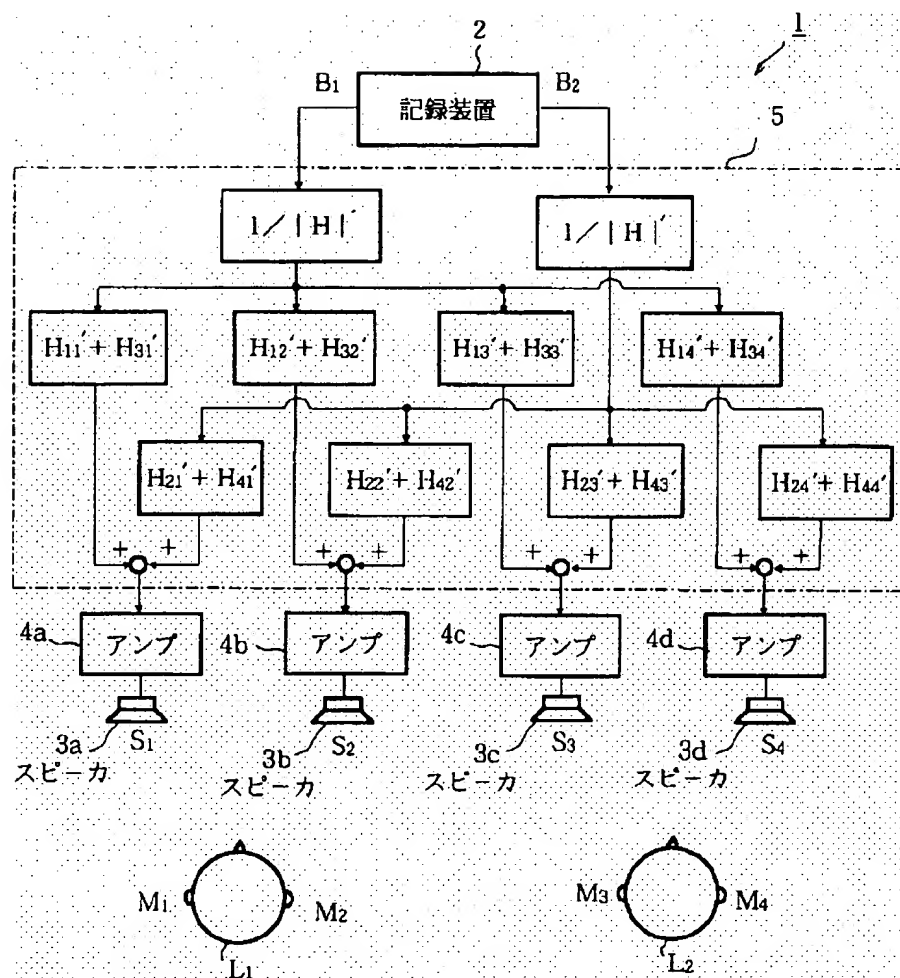 2
1
B₁
B₂
記録装置
5
1／|H|′
1／|H|′
H₁₁′+H₃₁′
H₁₂′+H₃₂′
H₁₃′+H₃₃′
H₁₄′+H₃₄′
H₂₁′+H₄₁′
H₂₂′+H₄₂′
H₂₃′+H₄₃′
H₂₄′+H₄₄′
+ +
+ +
+ +
+ +
4a
アンプ
4b
アンプ
4c
アンプ
4d
アンプ
3a
S₁
スピーカ
3b
S₂
スピーカ
3c
S₃
スピーカ
3d
S₄
スピーカ
M₁
M₂
L₁
M₃
M₄
L₂